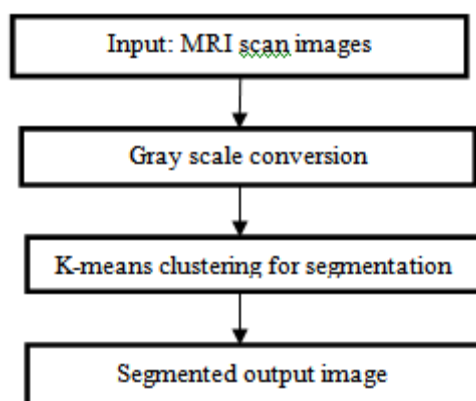 Input: MRI scan images
Gray scale conversion
K-means clustering for segmentation
Segmented output image